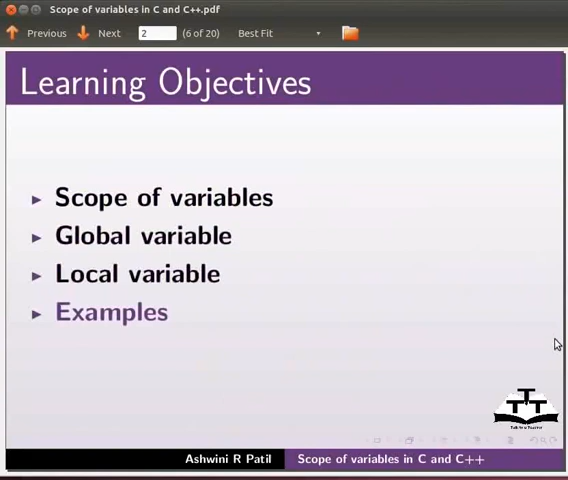 Scope of variables in C and C++.pdf
Previous Next 2 (6 of 20) Best Fit
Learning Objectives
Scope of variables
Global variable
Local variable
Examples
TTT
Ashwini R Patil Scope of variables in C and C++